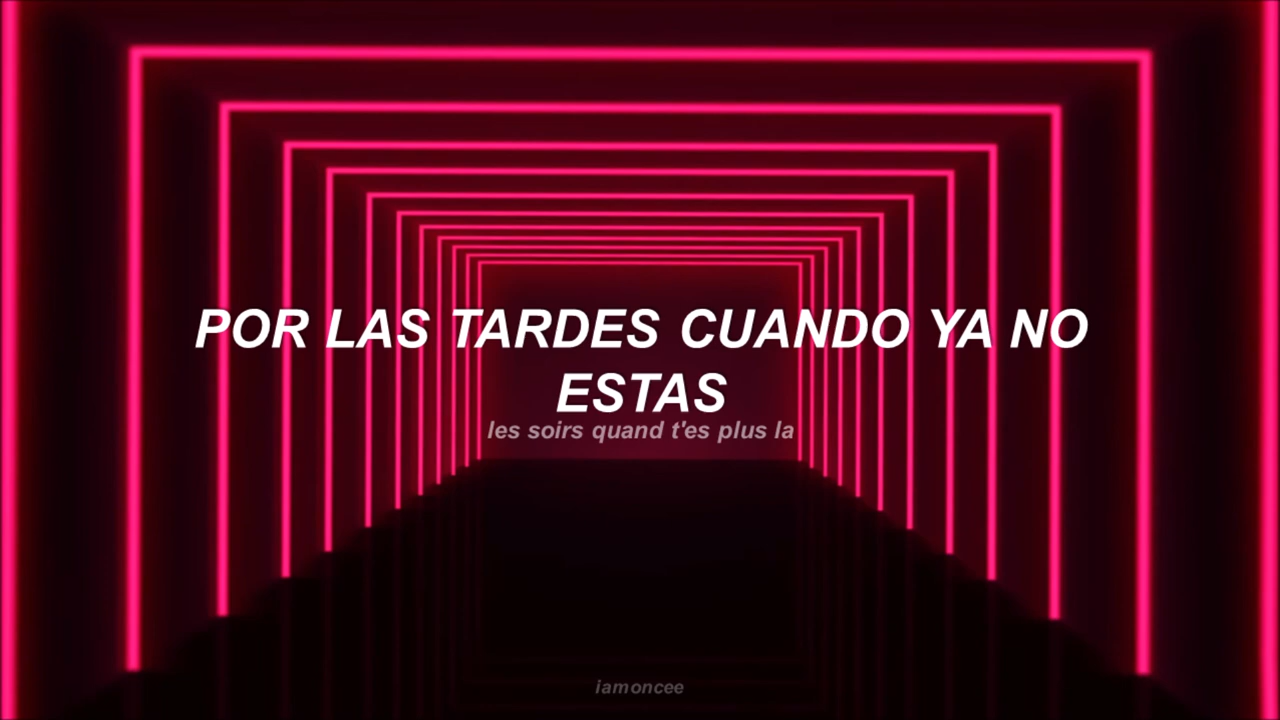 POR LAS TARDES CUANDO YA NO
ESTAS
les soirs quand t'es plus la
iamoncee